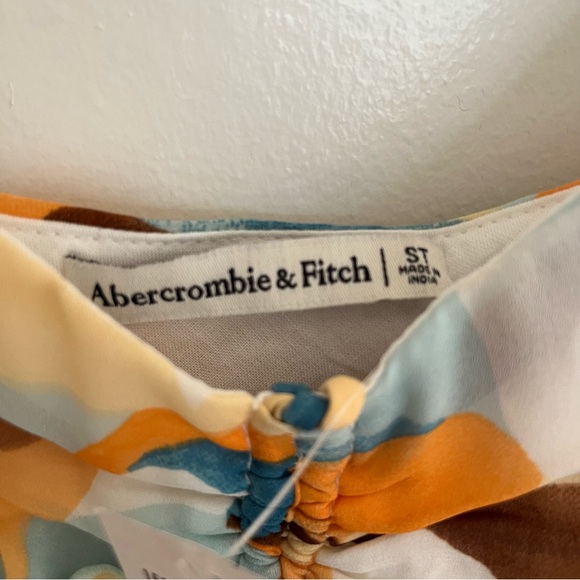 Abercrombie & Fitch | ST
MADE IN
INDIA